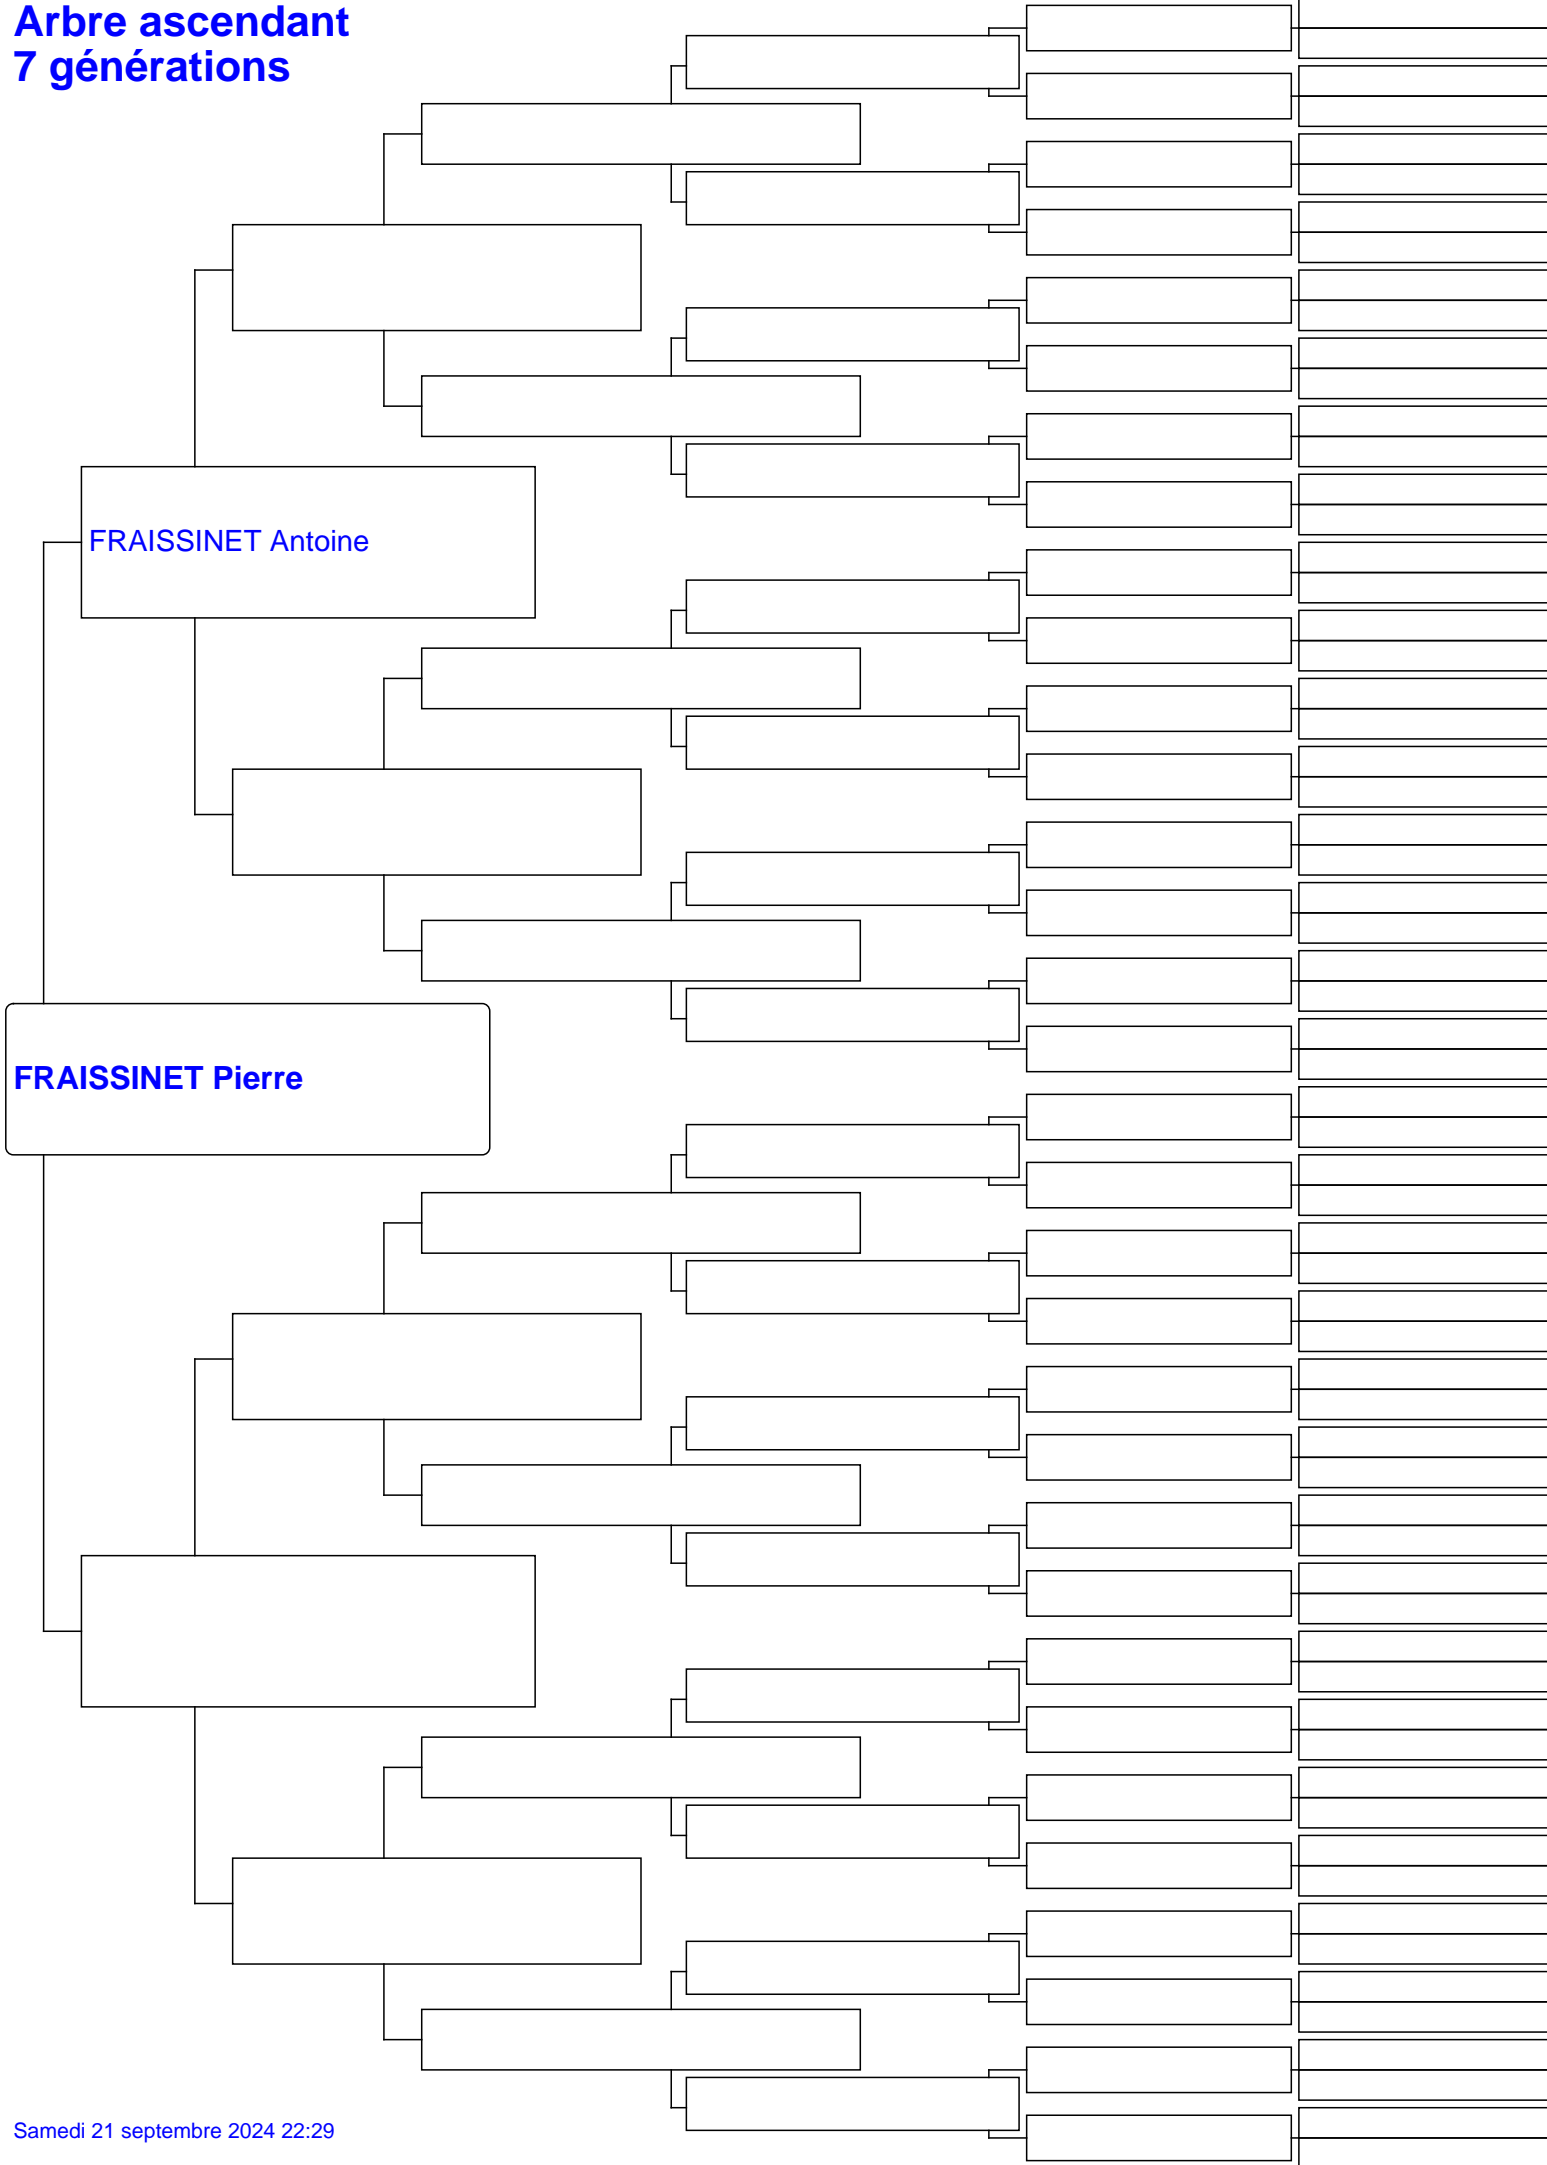 Arbre ascendant
7 générations
FRAISSINET Antoine
FRAISSINET Pierre
Samedi 21 septembre 2024 22:29